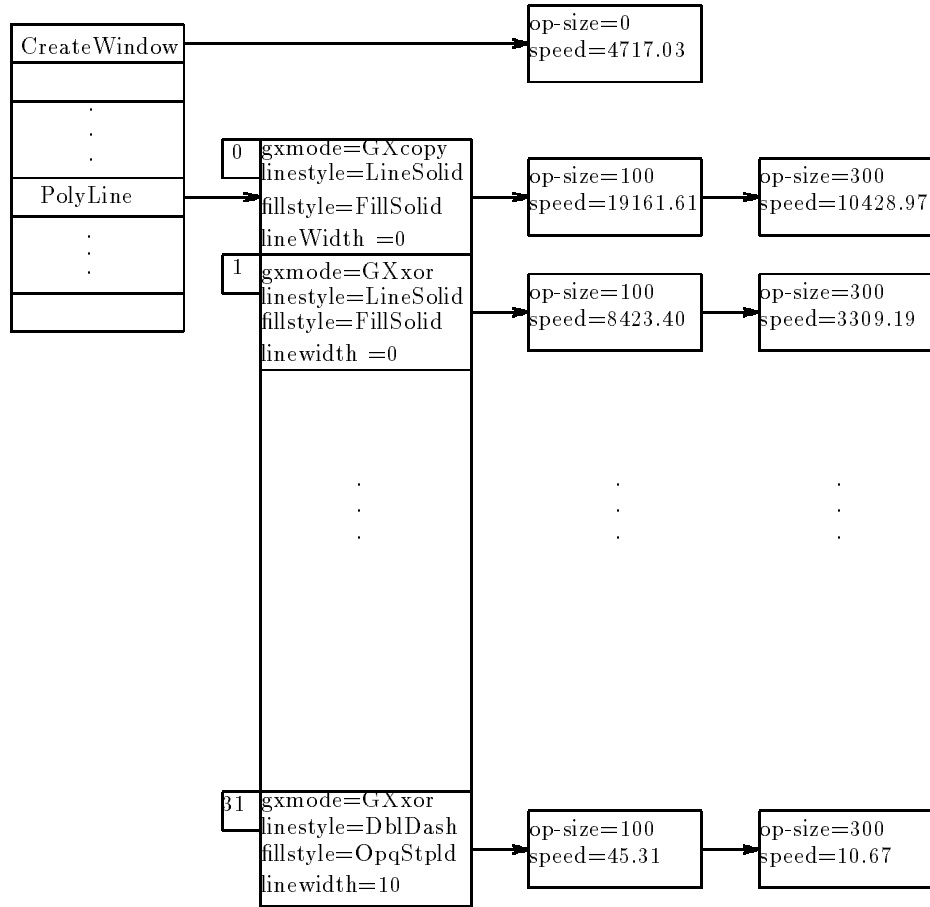 CreateWindow
op-size=0
speed=4717.03
PolyLine
0
gxmode=GXcopy
linestyle=LineSolid
fillstyle=FillSolid
lineWidth =0
op-size=100
speed=19161.61
op-size=300
speed=10428.97
1
gxmode=GXxor
linestyle=LineSolid
fillstyle=FillSolid
linewidth =0
op-size=100
speed=8423.40
op-size=300
speed=3309.19
31
gxmode=GXxor
linestyle=DblDash
fillstyle=OpqStpld
linewidth=10
op-size=100
speed=45.31
op-size=300
speed=10.67